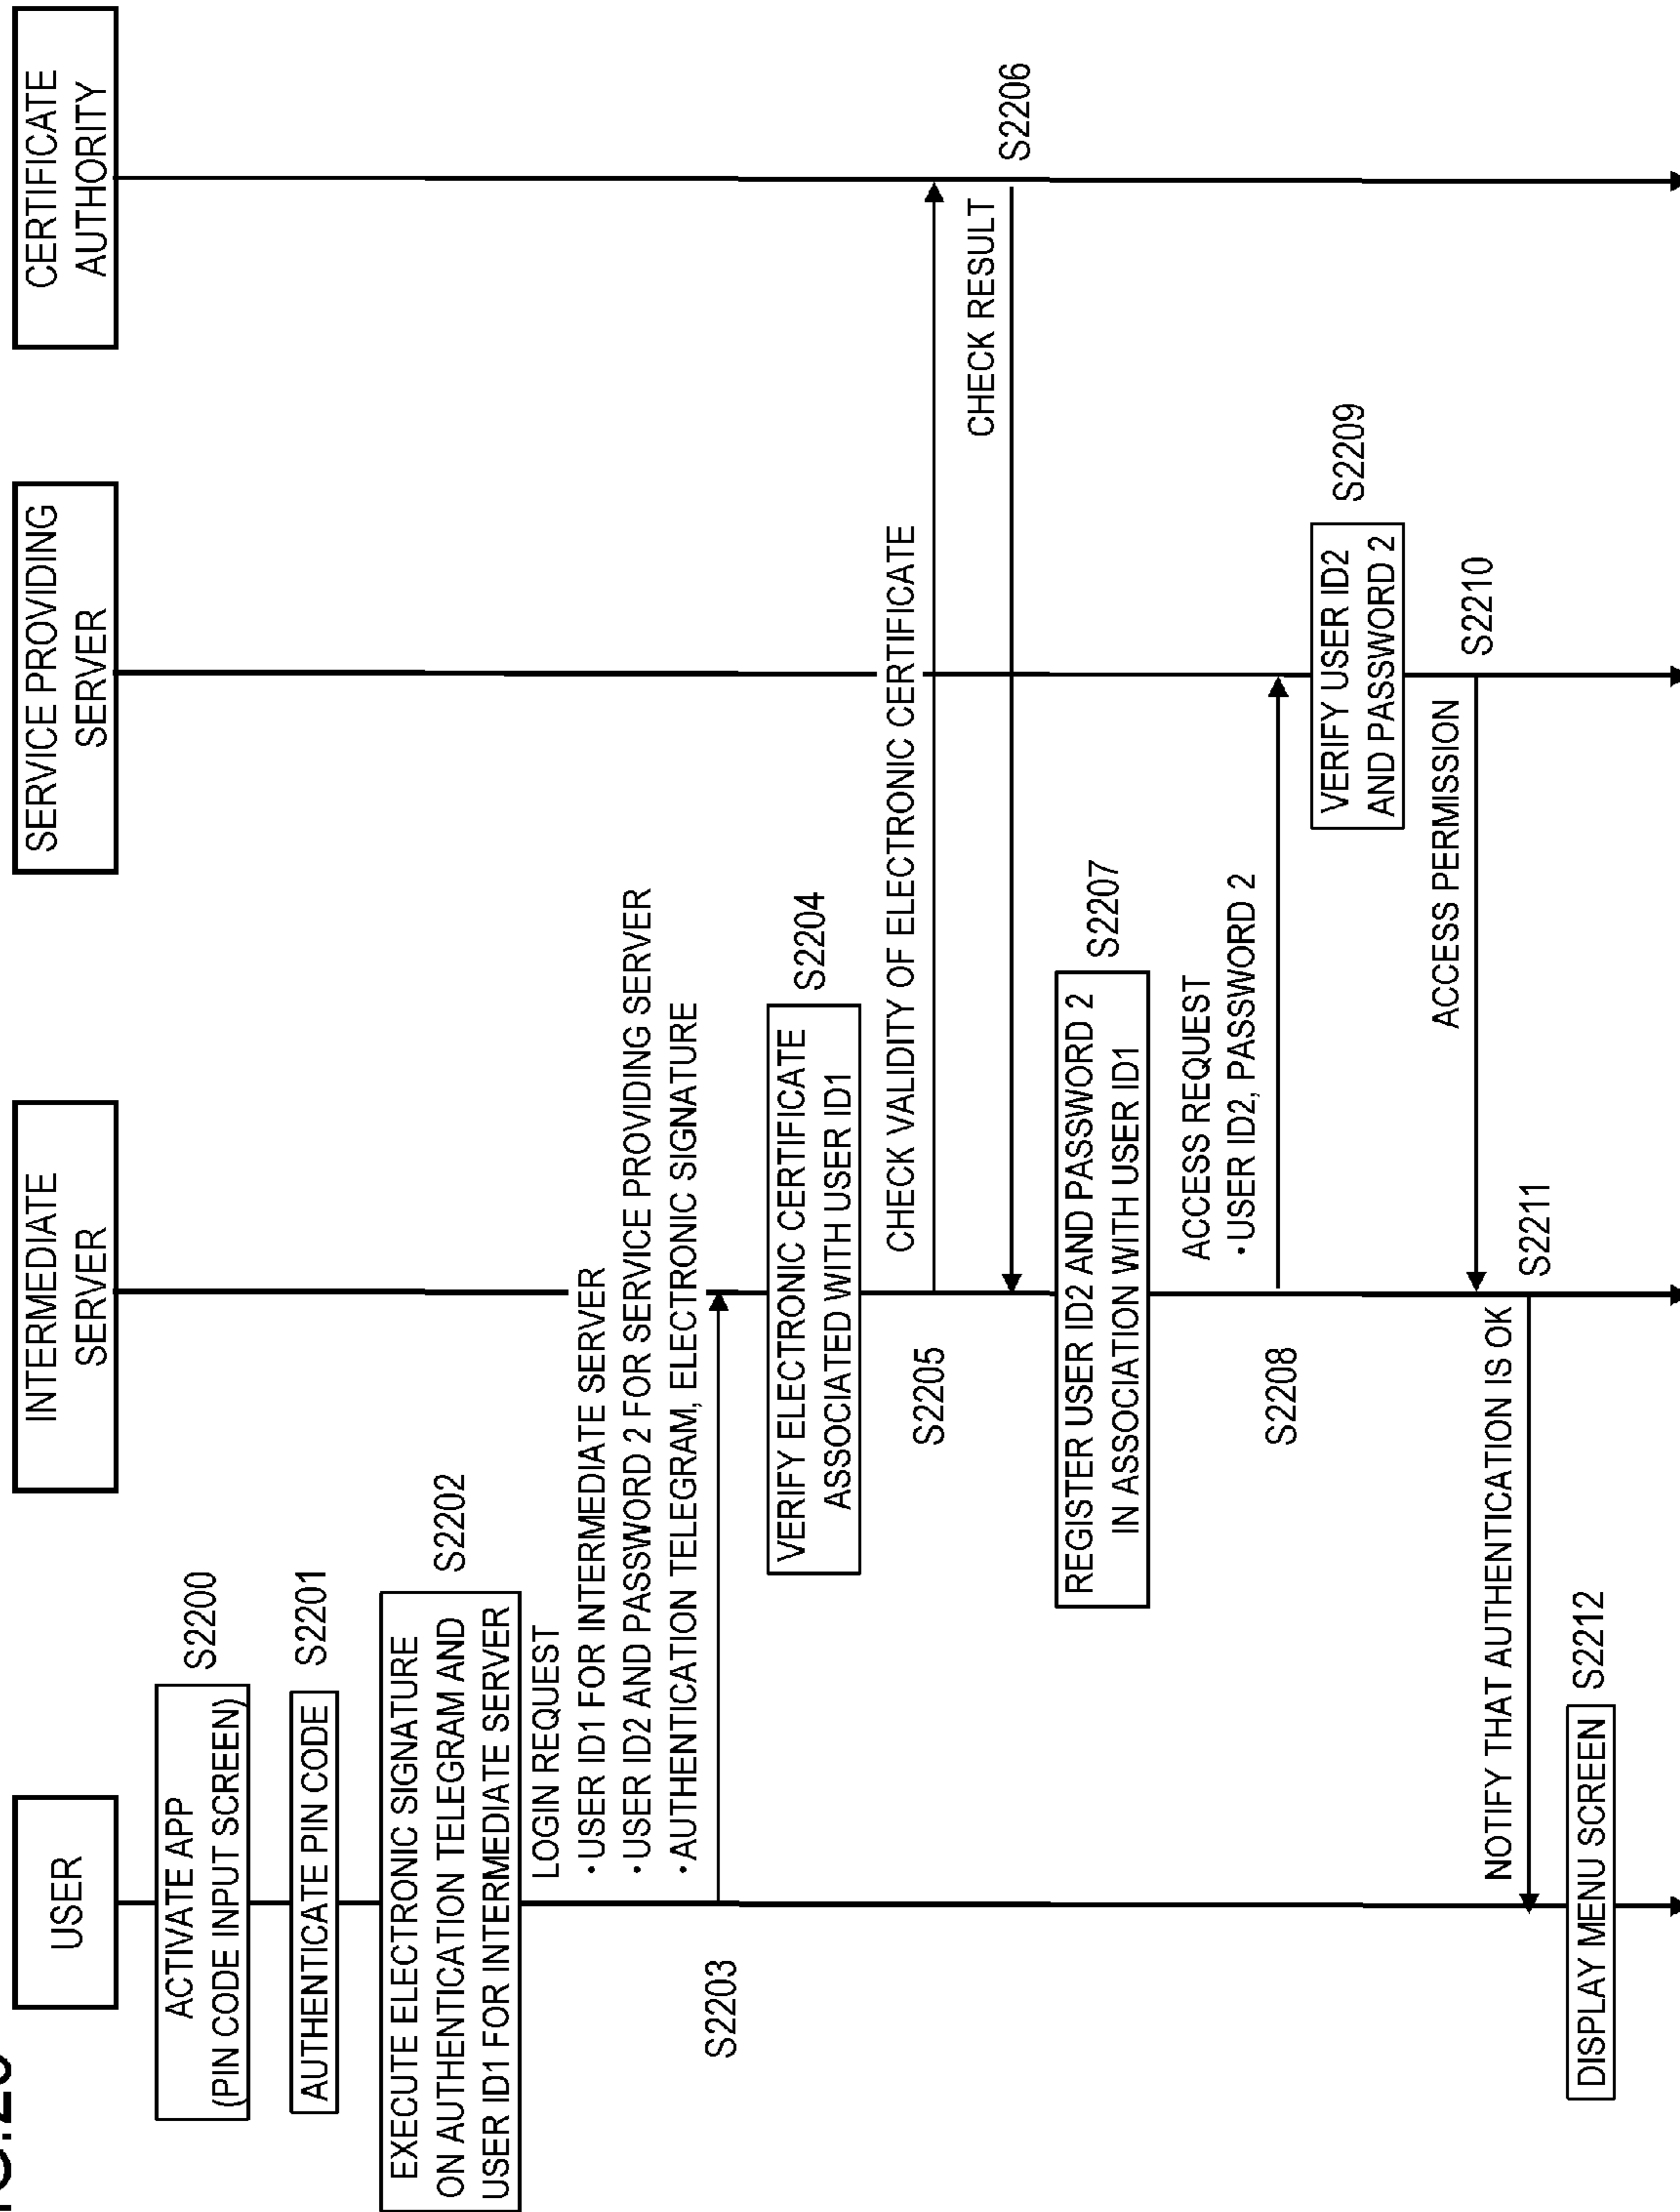 USER
INTERMEDIATE
SERVER
SERVICE PROVIDING
SERVER
CERTIFICATE
AUTHORITY
ACTIVATE APP
(PIN CODE INPUT SCREEN)
S2200
AUTHENTICATE PIN CODE
S2201
EXECUTE ELECTRONIC SIGNATURE
ON AUTHENTICATION TELEGRAM AND
USER ID1 FOR INTERMEDIATE SERVER
S2202
LOGIN REQUEST
・USER ID1 FOR INTERMEDIATE SERVER
・USER ID2 AND PASSWORD 2 FOR SERVICE PROVIDING SERVER
・AUTHENTICATION TELEGRAM, ELECTRONIC SIGNATURE
S2203
VERIFY ELECTRONIC CERTIFICATE
ASSOCIATED WITH USER ID1
S2204
CHECK VALIDITY OF ELECTRONIC CERTIFICATE
S2205
CHECK RESULT
S2206
REGISTER USER ID2 AND PASSWORD 2
IN ASSOCIATION WITH USER ID1
S2207
ACCESS REQUEST
・USER ID2, PASSWORD 2
S2208
VERIFY USER ID2
AND PASSWORD 2
S2209
ACCESS PERMISSION
S2210
NOTIFY THAT AUTHENTICATION IS OK
S2211
DISPLAY MENU SCREEN
S2212